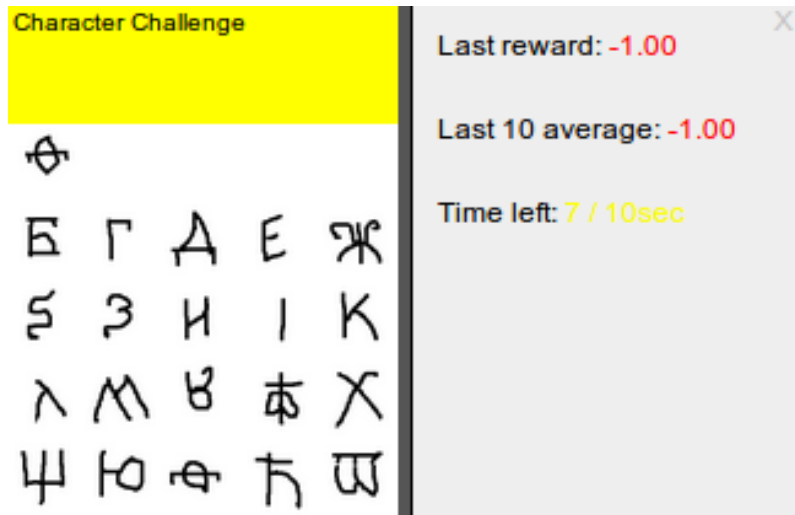 Character Challenge
Ѳ
Б Г Д Е Ж
Ѕ З И І К
Л М Ꙋ Х
Ю Ѳ Ћ
Last reward: -1.00
Last 10 average: -1.00
Time left: 7 / 10sec
X